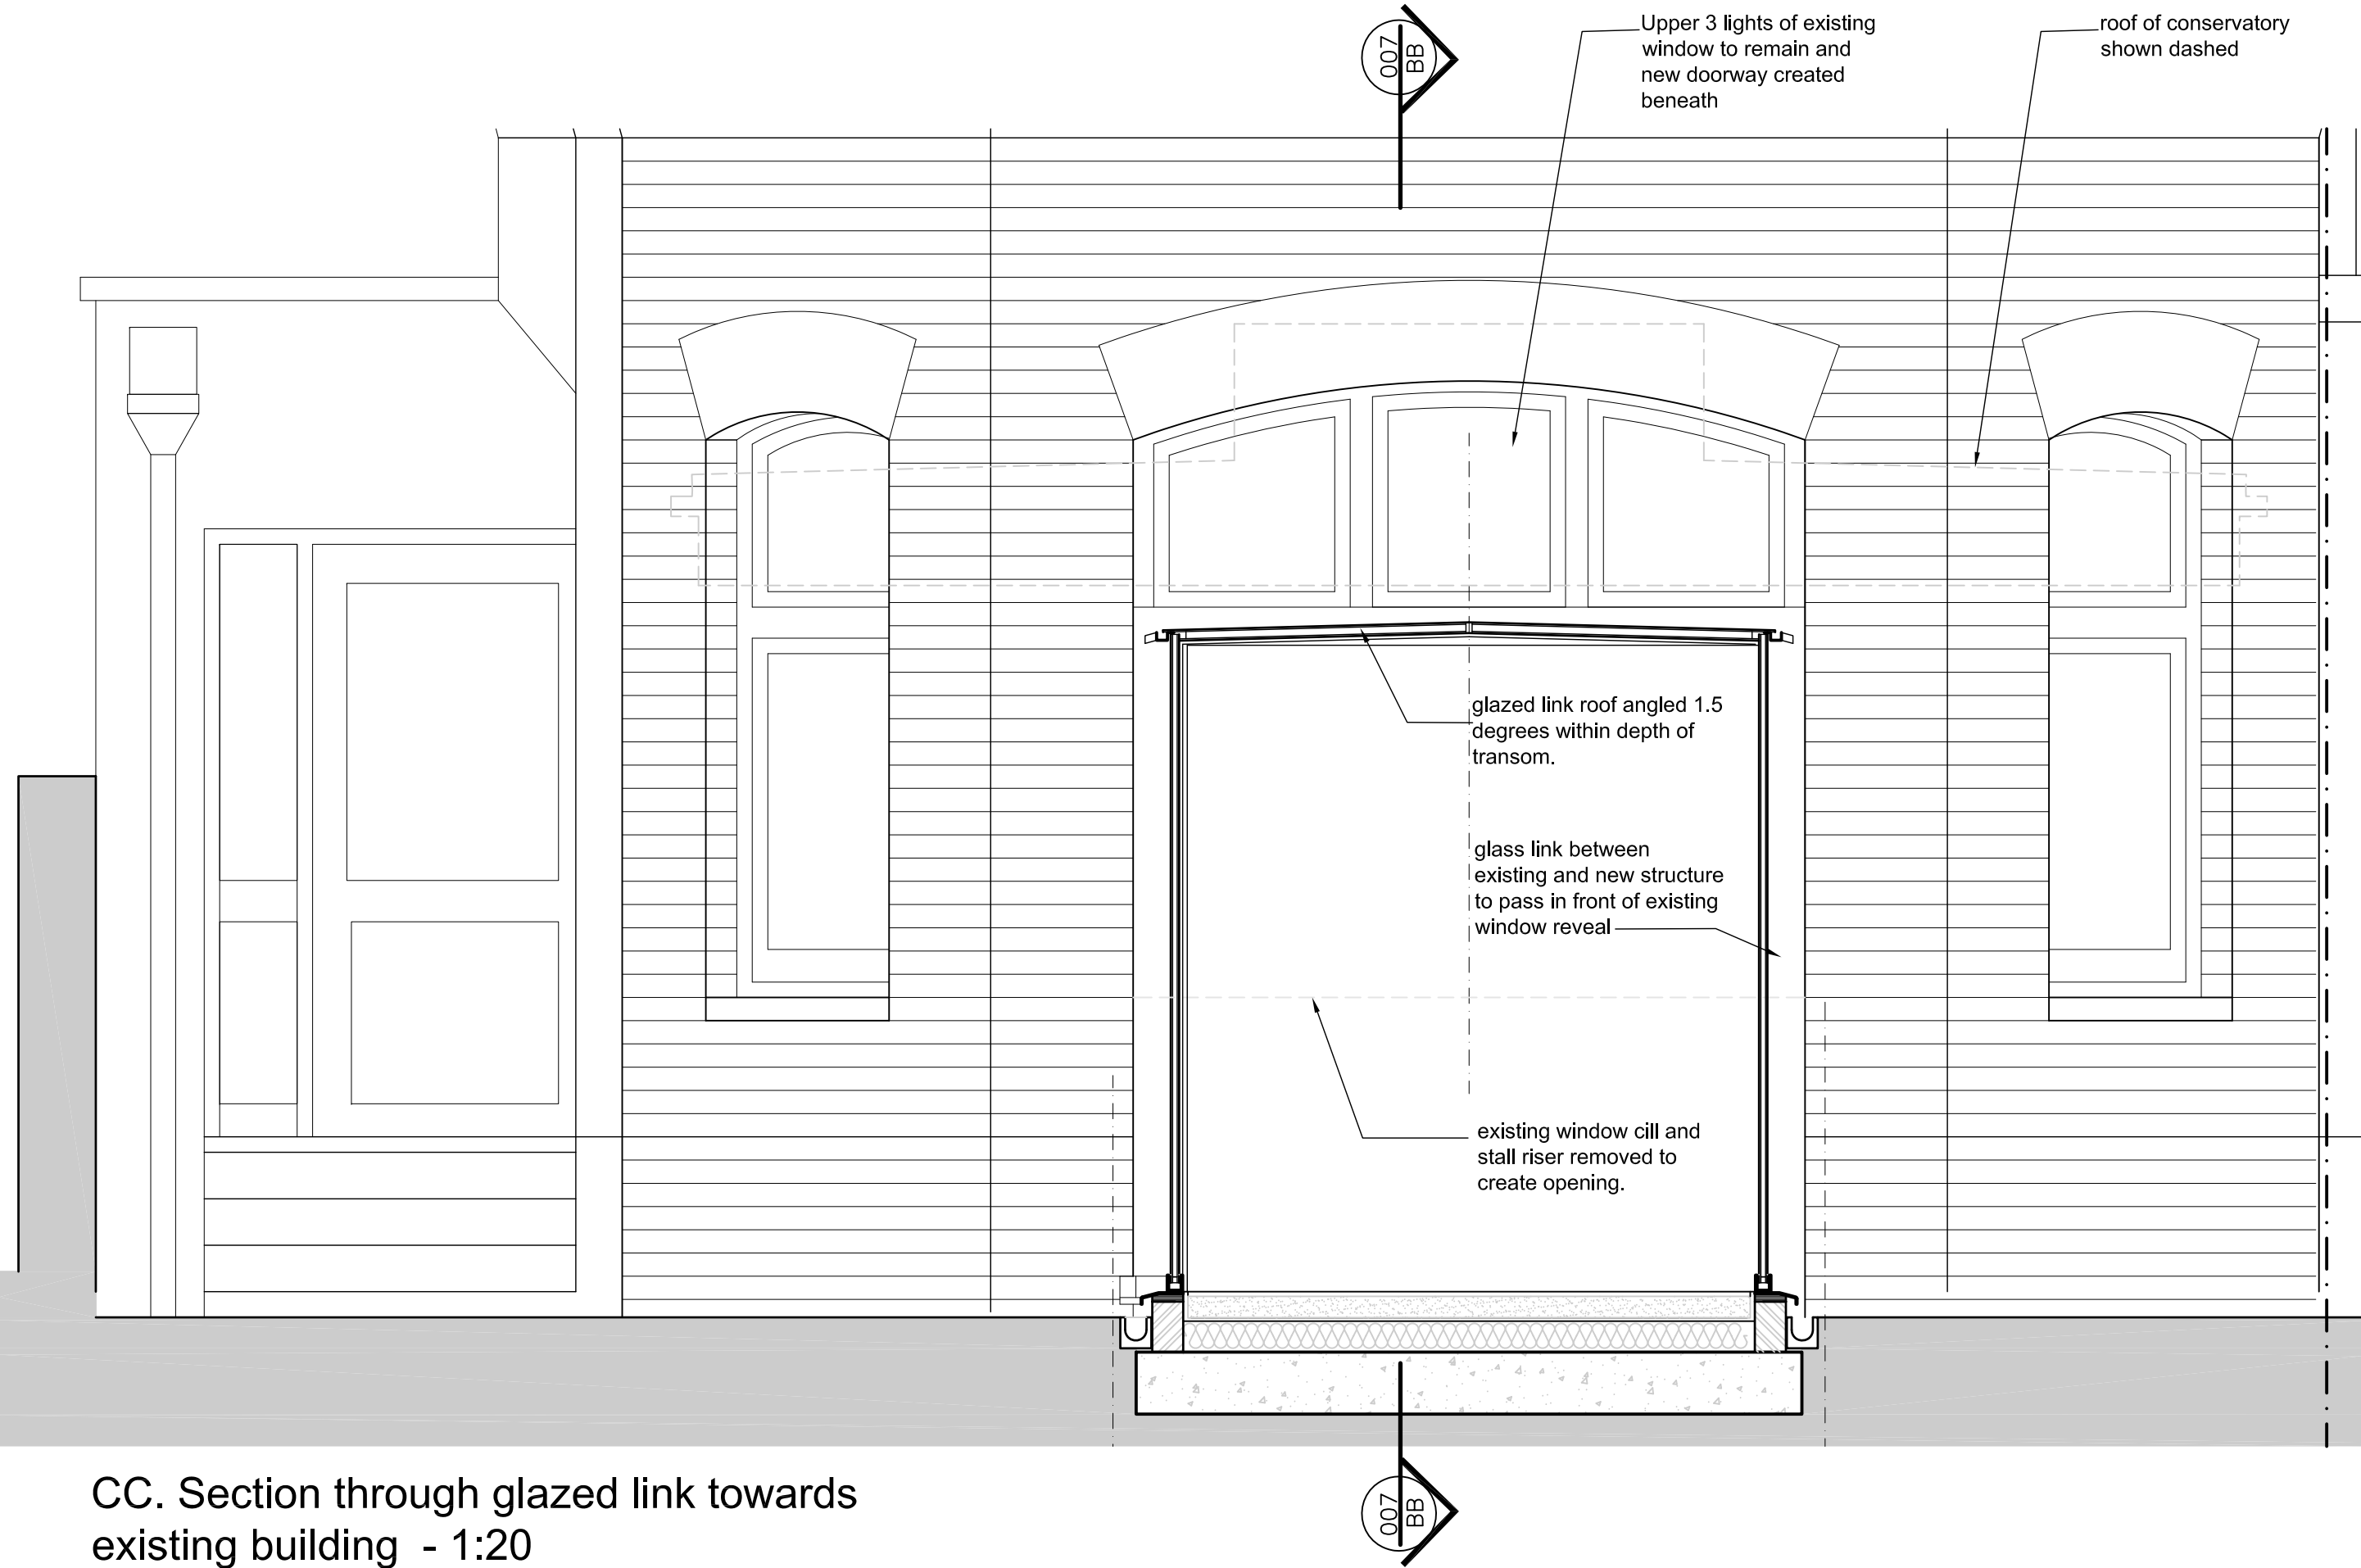 007
BB
Upper 3 lights of existing
window to remain and
new doorway created
beneath
roof of conservatory
shown dashed
glazed link roof angled 1.5
degrees within depth of
transom.
glass link between
existing and new structure
to pass in front of existing
window reveal
existing window cill and
stall riser removed to
create opening.
CC. Section through glazed link towards
existing building - 1:20
007
BB